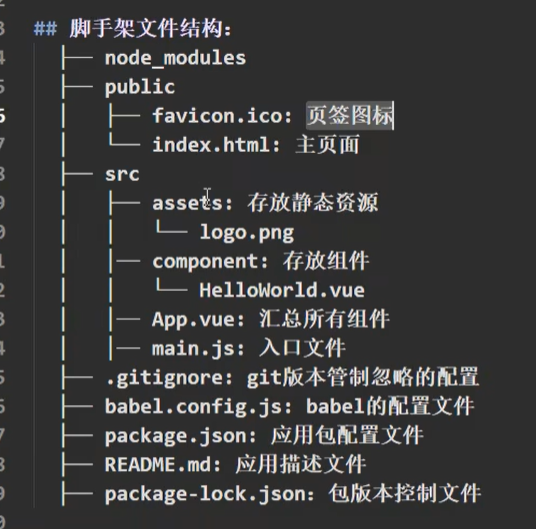 ## 脚手架文件结构:
├── node_modules
├── public
│   ├── favicon.ico: 页签图标
│   └── index.html: 主页面
├── src
│   ├── assets: 存放静态资源
│   │   └── logo.png
│   │── component: 存放组件
│   │   └── HelloWorld.vue
│   │── App.vue: 汇总所有组件
│   │── main.js: 入口文件
├── .gitignore: git版本管制忽略的配置
├── babel.config.js: babel的配置文件
├── package.json: 应用包配置文件
├── README.md: 应用描述文件
├── package-lock.json: 包版本控制文件